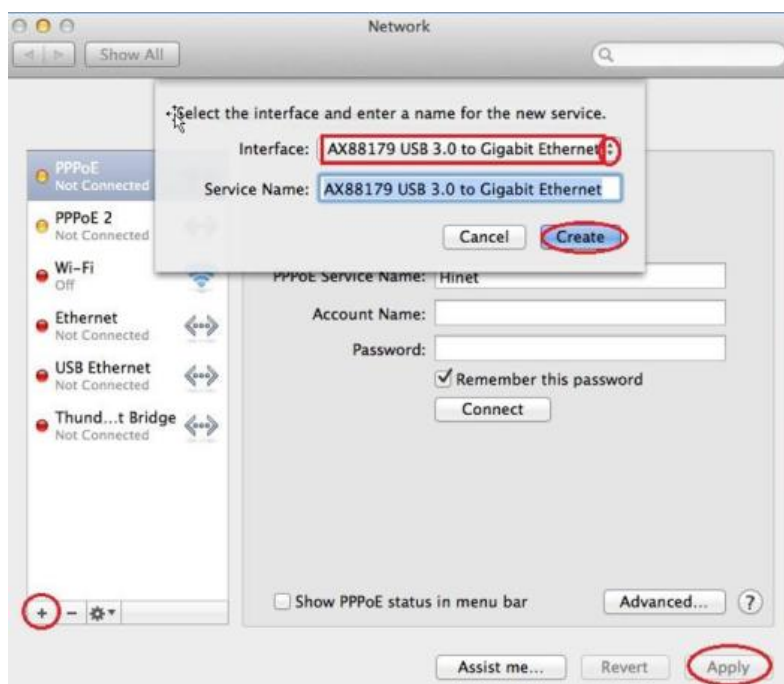 Network
Show All
Select the interface and enter a name for the new service.
Interface: AX88179 USB 3.0 to Gigabit Ethernet
Service Name: AX88179 USB 3.0 to Gigabit Ethernet
Cancel Create
PPPoE
Not Connected
PPPoE 2
Not Connected
Wi-Fi
Off
Ethernet
Not Connected
USB Ethernet
Not Connected
Thund...t Bridge
Not Connected
PPPoE Service Name: Hinet
Account Name:
Password:
Remember this password
Connect
+ -
Show PPPoE status in menu bar
Advanced... ?
Assist me... Revert Apply